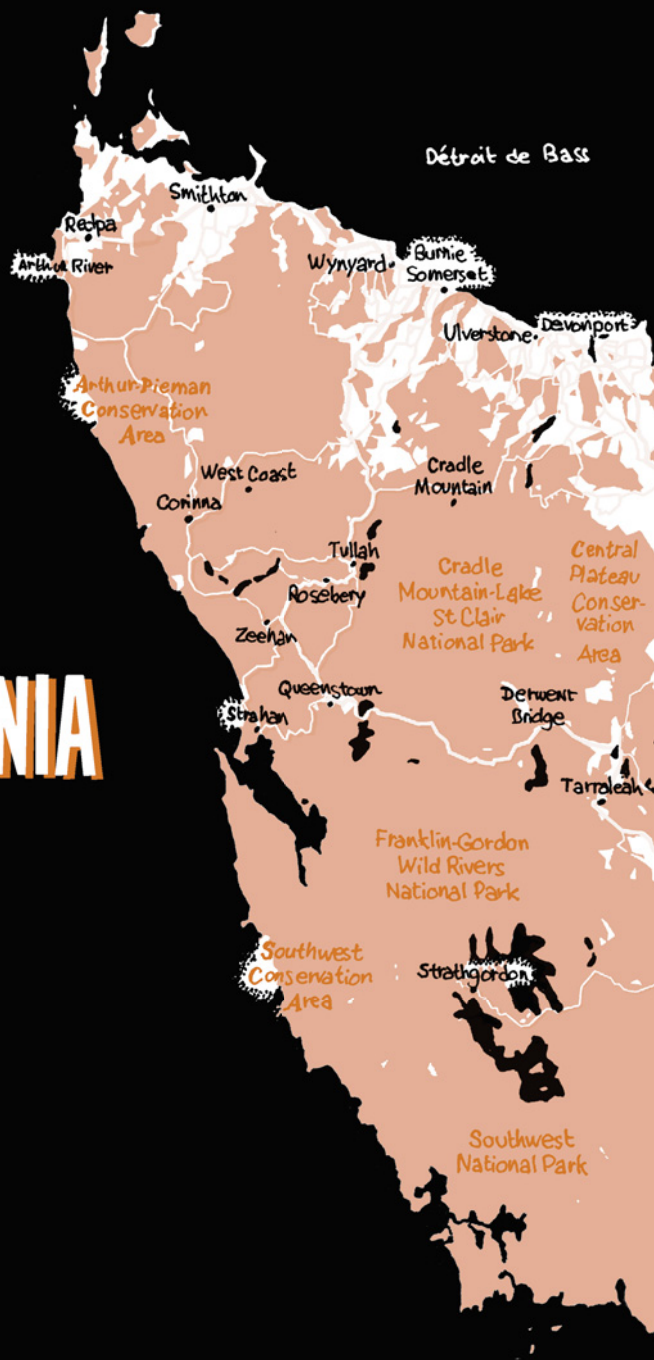 Détroit de Bass
Smithton
Redpa
Arthur River
Wynyard
Burnie
Somerset
Ulverstone
Devonport
Arthur-Pieman
Conservation
Area
West Coast
Corinna
Cradle
Mountain
Tullah
Rosebery
Zeehan
Cradle
Mountain-Lake
St Clair
National Park
Central
Plateau
Conser-
vation
Area
Queenstown
Strahan
Derwent
Bridge
NIA
Tarraleah
Franklin-Gordon
Wild Rivers
National Park
Southwest
Conservation
Area
Strathgordon
Southwest
National Park